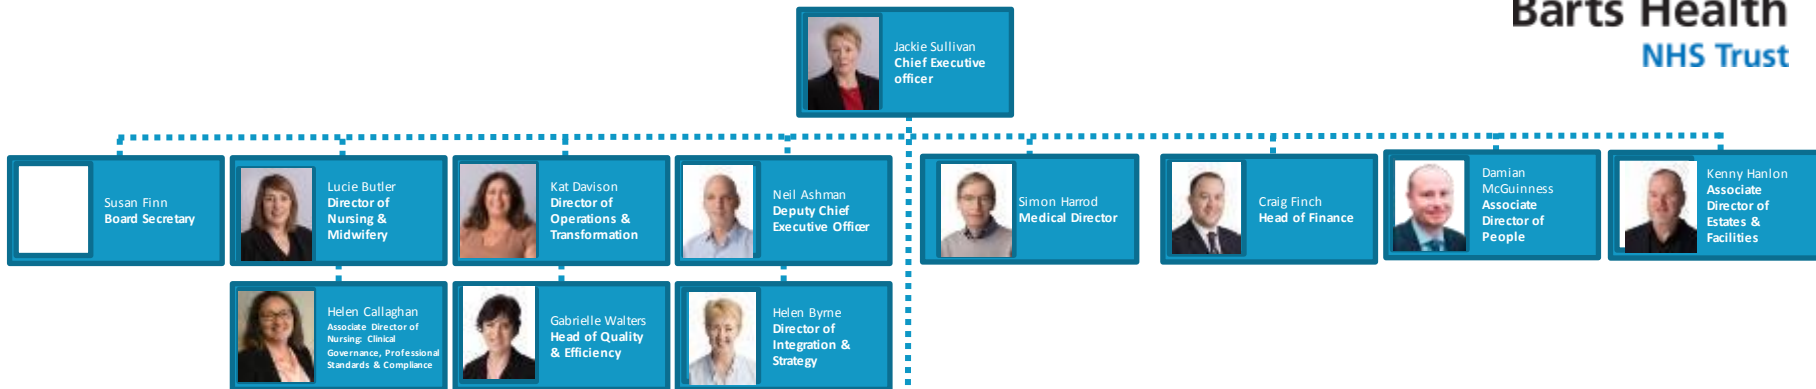 Barts Health
NHS Trust
Jackie Sullivan
Chief Executive
officer
Susan Finn
Board Secretary
Lucie Butler
Director of
Nursing &
Midwifery
Kat Davison
Director of
Operations &
Transformation
Neil Ashman
Deputy Chief
Executive Officer
Simon Harrod
Medical Director
Craig Finch
Head of Finance
Damian
McGuinness
Associate
Director of
People
Kenny Hanlon
Associate
Director of
Estates &
Facilities
Helen Callaghan
Associate Director of
Nursing: Clinical
Governance, Professional
Standards & Compliance
Gabrielle Walters
Head of Quality
& Efficiency
Helen Byrne
Director of
Integration &
Strategy